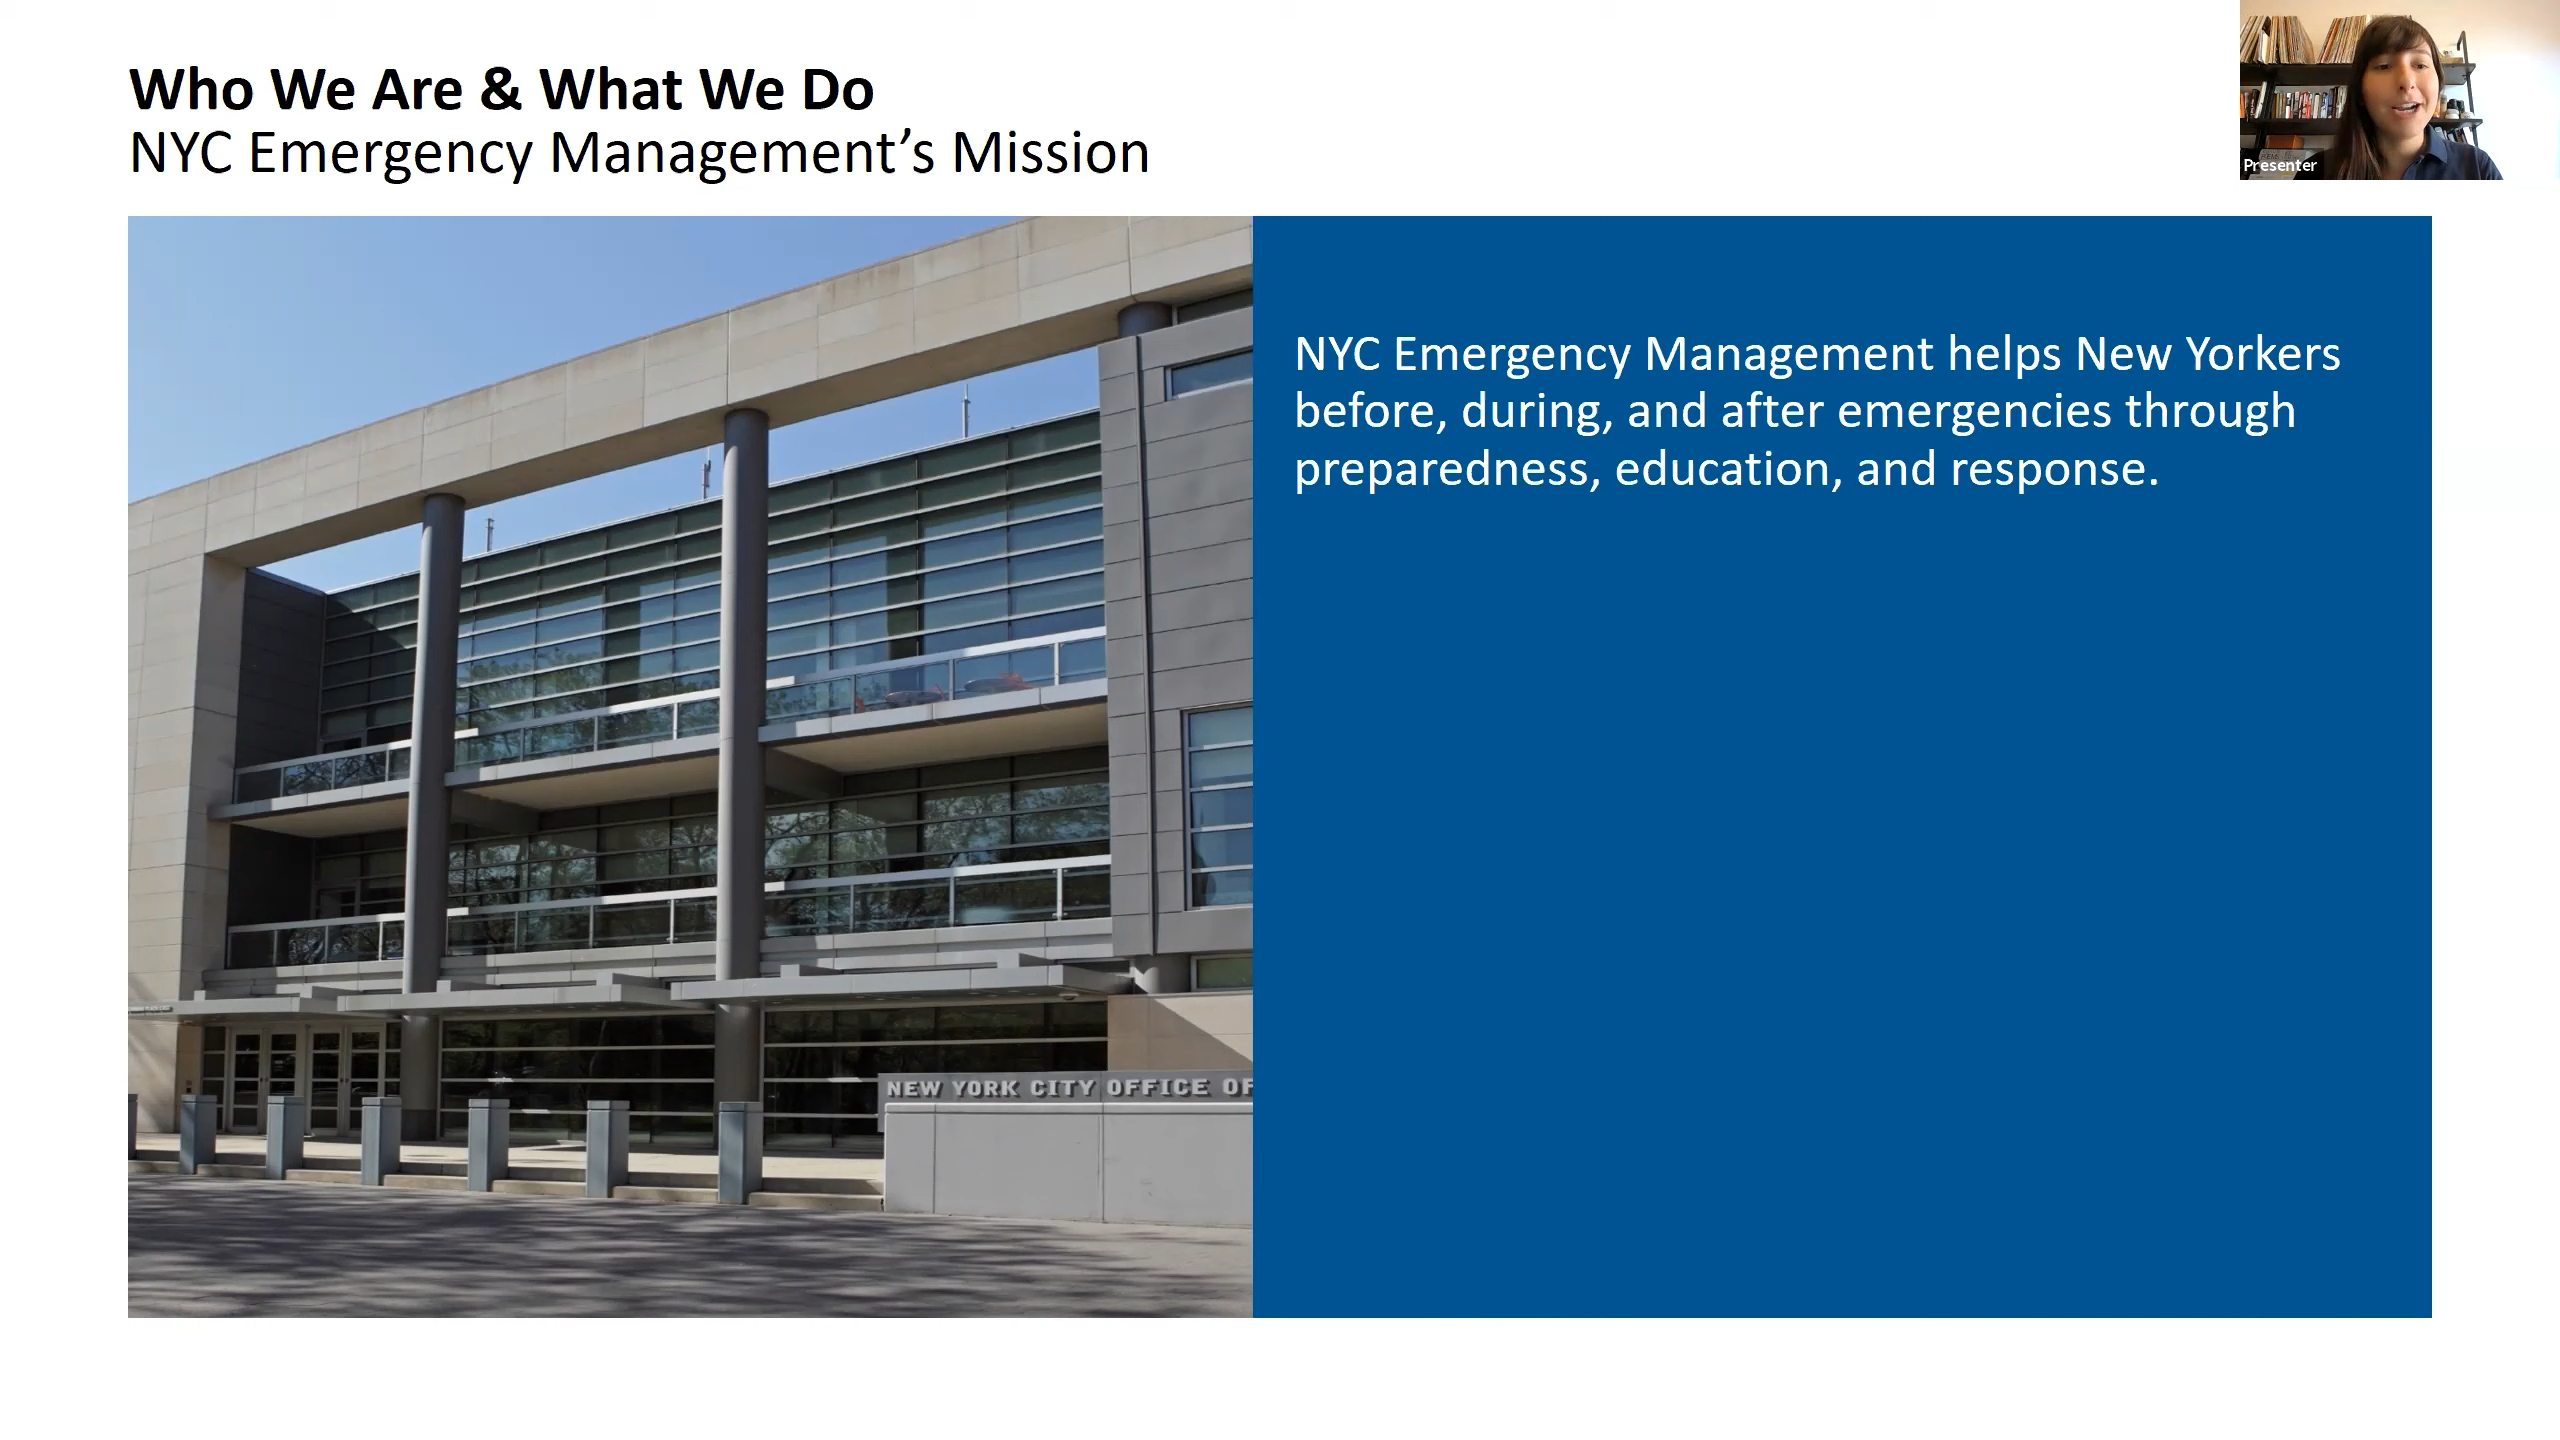 Who We Are & What We Do
NYC Emergency Management’s Mission
Presenter
NYC Emergency Management helps New Yorkers
before, during, and after emergencies through
preparedness, education, and response.
NEW YORK CITY OFFICE OF